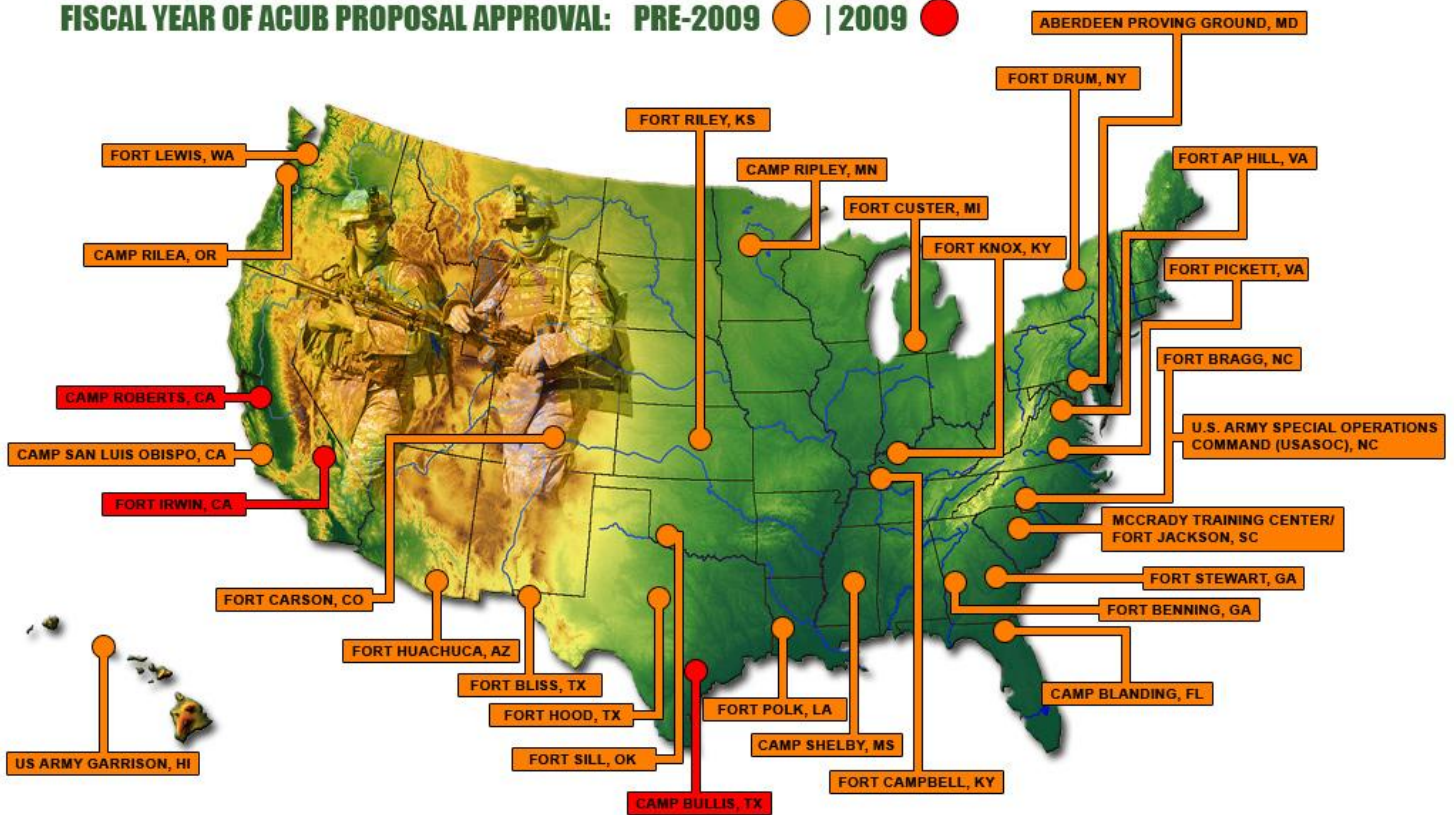 FISCAL YEAR OF ACUB PROPOSAL APPROVAL: PRE-2009 | 2009
ABERDEEN PROVING GROUND, MD
FORT DRUM, NY
FORT RILEY, KS
FORT LEWIS, WA
CAMP RIPLEY, MN
FORT AP HILL, VA
FORT CUSTER, MI
FORT KNOX, KY
CAMP RILEA, OR
FORT PICKETT, VA
FORT BRAGG, NC
CAMP ROBERTS, CA
U.S. ARMY SPECIAL OPERATIONS
COMMAND (USASOC), NC
CAMP SAN LUIS OBISPO, CA
FORT IRWIN, CA
MCCRADY TRAINING CENTER/
FORT JACKSON, SC
FORT STEWART, GA
FORT CARSON, CO
FORT BENNING, GA
FORT HUACHUCA, AZ
FORT BLISS, TX
CAMP BLANDING, FL
FORT HOOD, TX
FORT POLK, LA
CAMP SHELBY, MS
FORT SILL, OK
US ARMY GARRISON, HI
FORT CAMPBELL, KY
CAMP BULLIS, TX